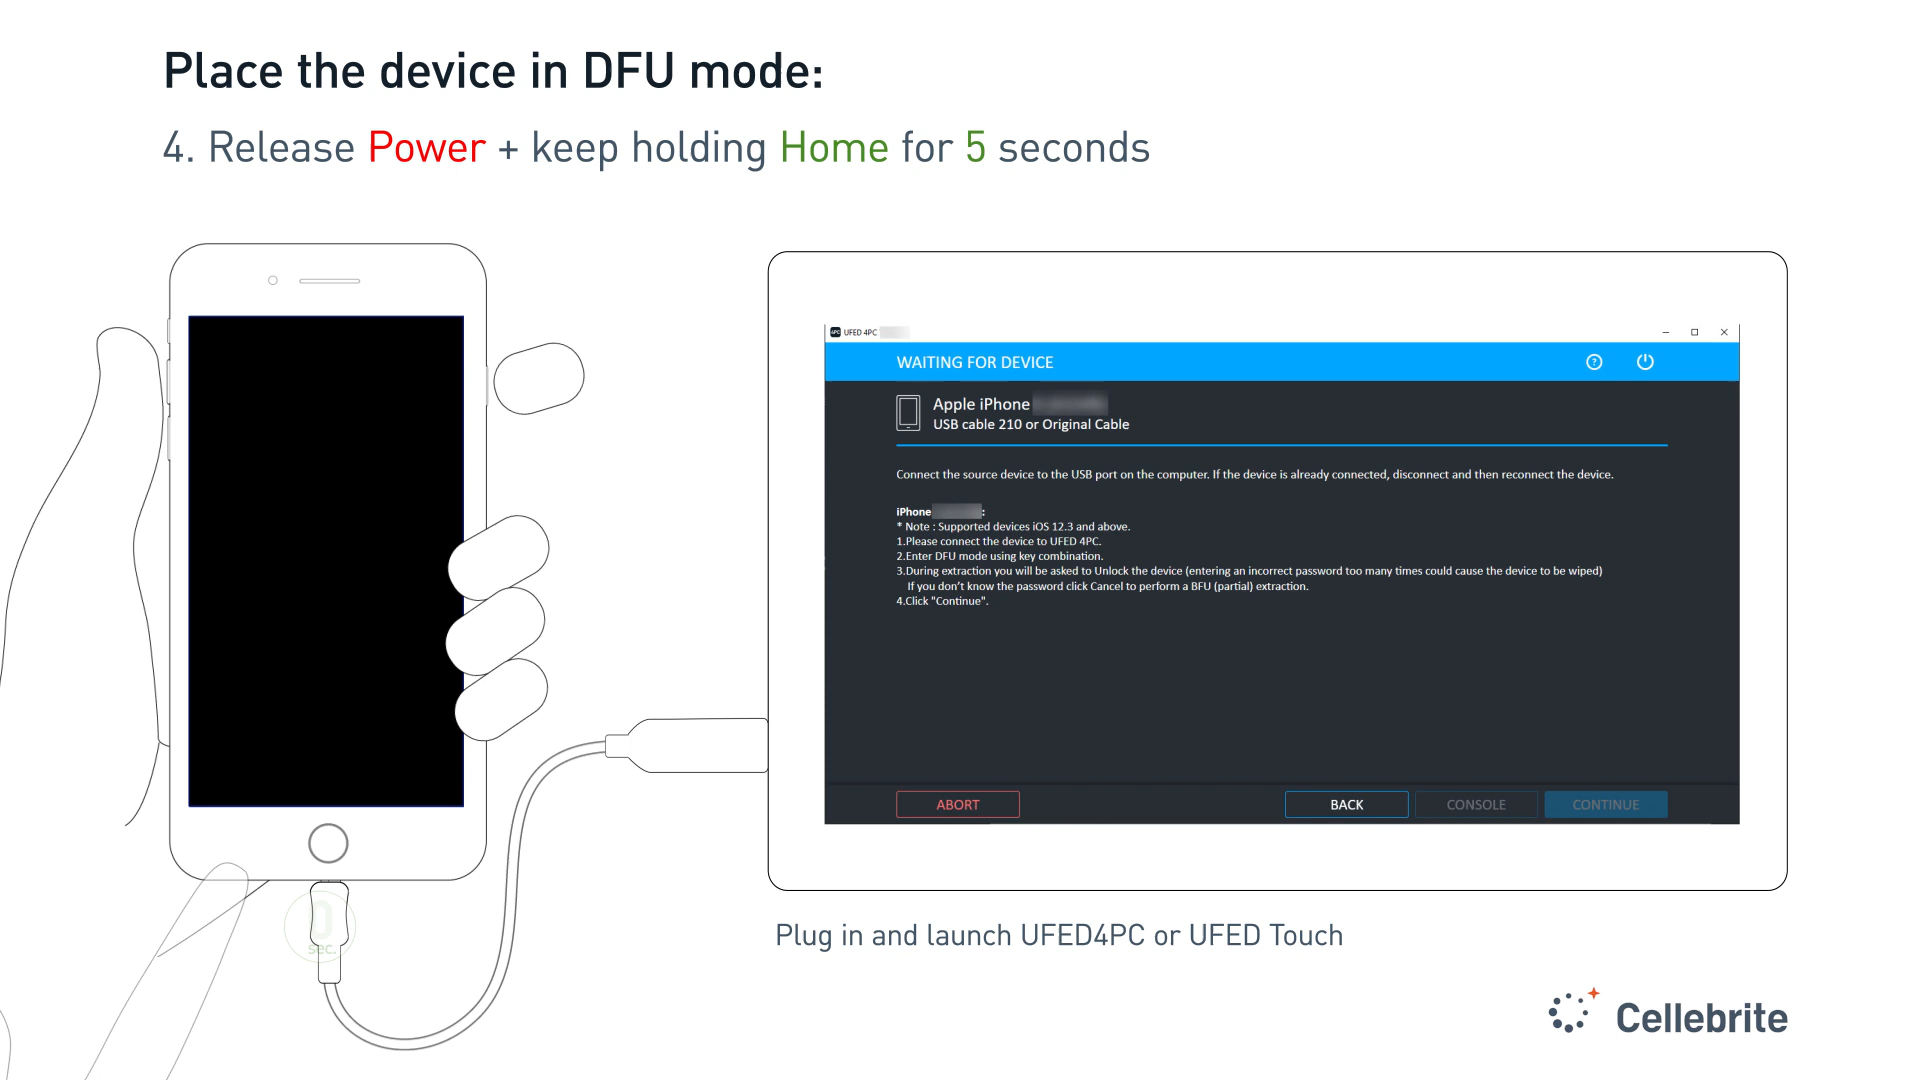 Place the device in DFU mode:
4. Release Power + keep holding Home for 5 seconds
4PC UFED 4PC
WAITING FOR DEVICE
?
Apple iPhone
USB cable 210 or Original Cable
Connect the source device to the USB port on the computer. If the device is already connected, disconnect and then reconnect the device.
iPhone :
* Note : Supported devices iOS 12.3 and above.
1.Please connect the device to UFED 4PC.
2.Enter DFU mode using key combination.
3.During extraction you will be asked to Unlock the device (entering an incorrect password too many times could cause the device to be wiped)
If you don't know the password click Cancel to perform a BFU (partial) extraction.
4.Click "Continue".
ABORT
BACK
CONSOLE
CONTINUE
0
sec.
Plug in and launch UFED4PC or UFED Touch
Cellebrite